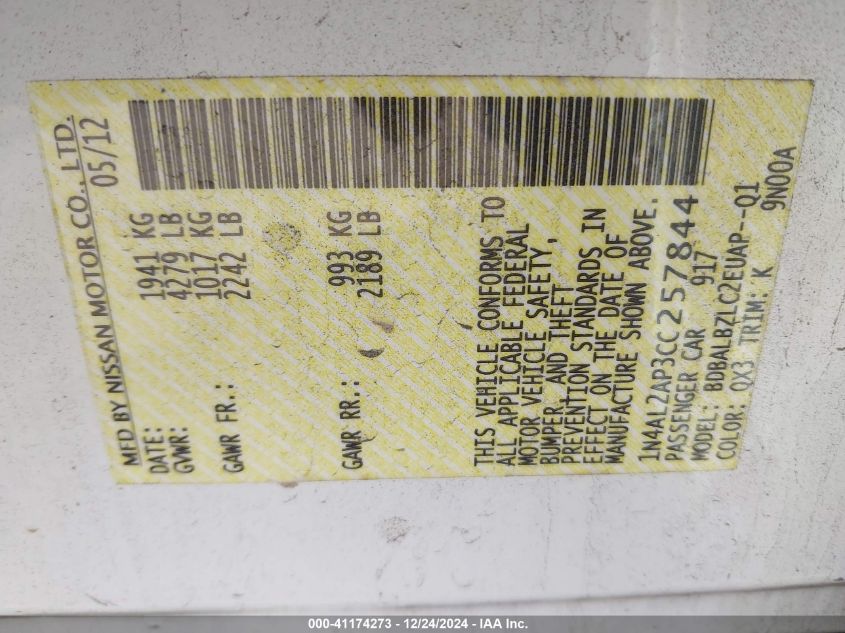 MFD BY NISSAN MOTOR CO., LTD.
DATE: 05/12
GVWR: 1941 KG
4279 LB
GAWR FR.: 1017 KG
2242 LB
GAWR RR.: 993 KG
2189 LB
THIS VEHICLE CONFORMS TO
ALL APPLICABLE FEDERAL
MOTOR VEHICLE SAFETY,
BUMPER, AND THEFT
PREVENTION STANDARDS IN
EFFECT ON THE DATE OF
MANUFACTURE SHOWN ABOVE.
1N4AL2AP3CC257844
PASSENGER CAR 917
MODEL: BDBALBZLC2EUAP--Q1
COLOR: QX3 TRIM: K 9N00A
000-41174273 - 12/24/2024 - IAA Inc.